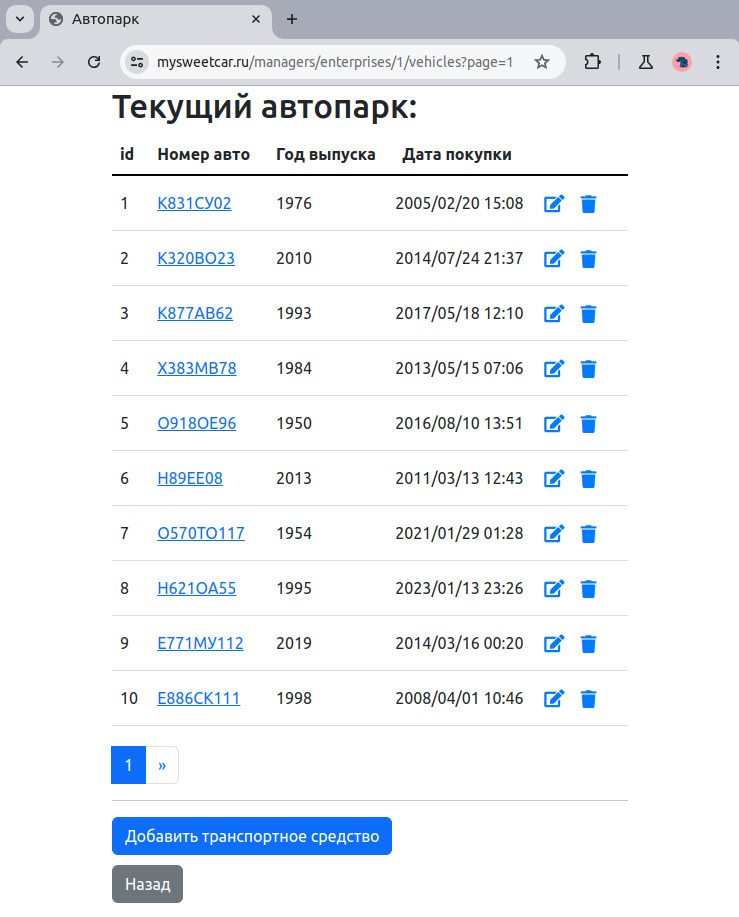 Автопарк
mysweetcar.ru/managers/enterprises/1/vehicles?page=1
Текущий автопарк:
id Номер авто Год выпуска Дата покупки
1 К831СУ02 1976 2005/02/20 15:08
2 К320ВО23 2010 2014/07/24 21:37
3 К877АВ62 1993 2017/05/18 12:10
4 Х383МВ78 1984 2013/05/15 07:06
5 О918ОЕ96 1950 2016/08/10 13:51
6 Н89ЕЕ08 2013 2011/03/13 12:43
7 О570ТО117 1954 2021/01/29 01:28
8 Н621ОА55 1995 2023/01/13 23:26
9 Е771МУ112 2019 2014/03/16 00:20
10 Е886СК111 1998 2008/04/01 10:46
1 »
Добавить транспортное средство
Назад